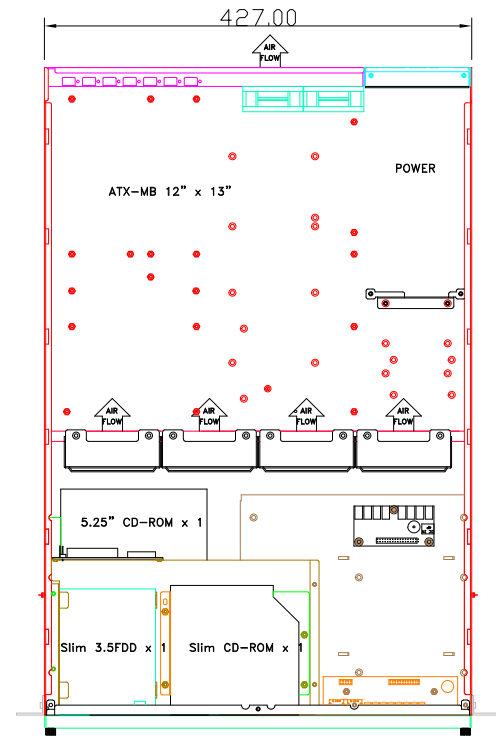 427.00
AIR
FLOW
POWER
ATX-MB 12" x 13"
AIR
FLOW
AIR
FLOW
AIR
FLOW
AIR
FLOW
5.25" CD-ROM x 1
Slim 3.5FDD x 1
Slim CD-ROM x 1